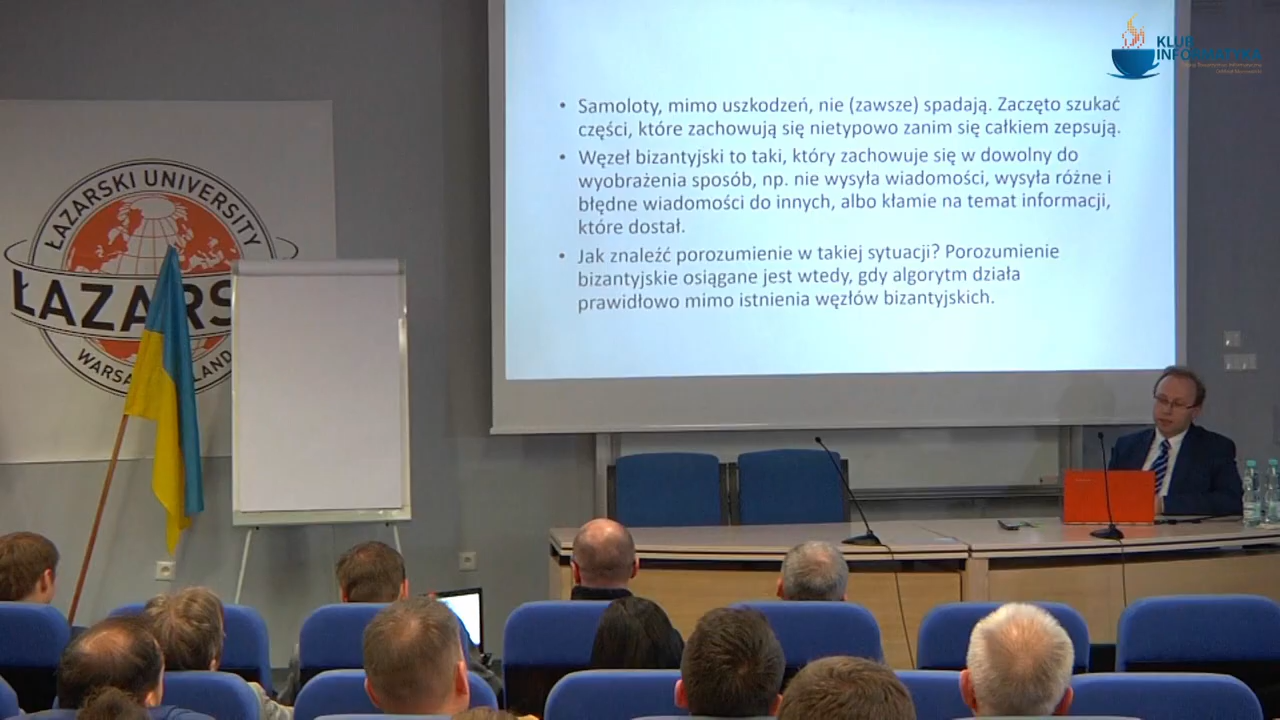 KLUB
INFORMATYKA
• Samoloty, mimo uszkodzeń, nie (zawsze) spadają. Zaczęto szukać
części, które zachowują się nietypowo zanim się całkiem zepsują.
• Węzeł bizantyjski to taki, który zachowuje się w dowolny do
wyobrażenia sposób, np. nie wysyła wiadomości, wysyła różne i
błędne wiadomości do innych, albo kłamie na temat informacji,
które dostał.
• Jak znaleźć porozumienie w takiej sytuacji? Porozumienie
bizantyjskie osiągane jest wtedy, gdy algorytm działa
prawidłowo mimo istnienia węzłów bizantyjskich.
ŁAZARSKI UNIVERSITY
ŁAZARS
WARSA LAND